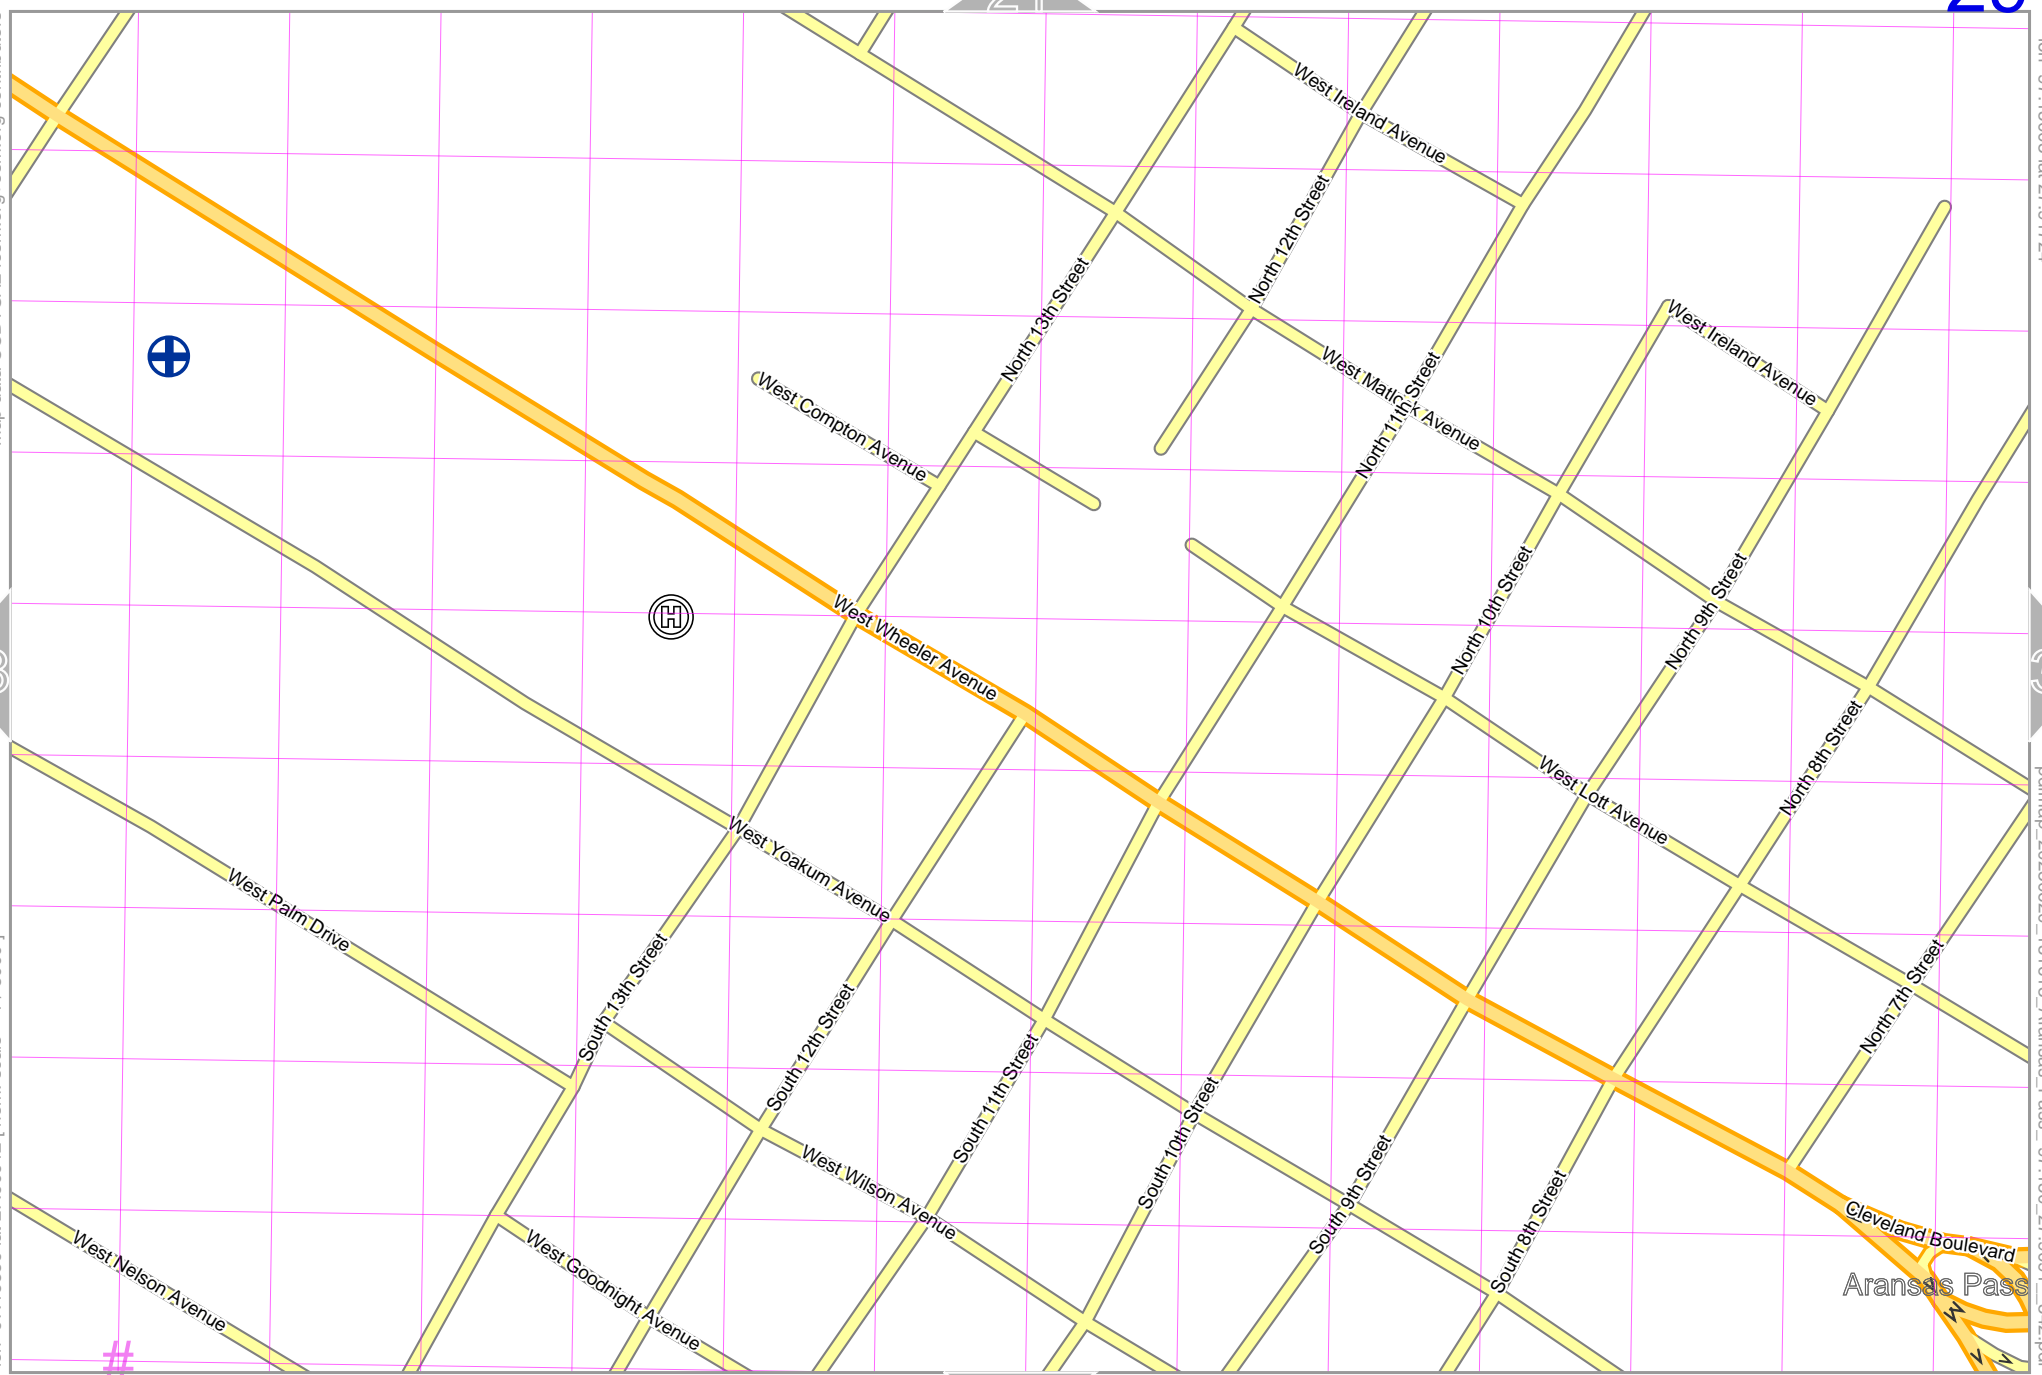 West Ireland Avenue
North 12th Street
North 13th Street
West Ireland Avenue
West Matlock Avenue
North 11th Street
West Compton Avenue
North 10th Street
North 9th Street
H
West Wheeler Avenue
North 8th Street
West Lott Avenue
West Yoakum Avenue
West Palm Drive
South 13th Street
North 7th Street
South 12th Street
South 11th Street
South 10th Street
West Wilson Avenue
South 9th Street
South 8th Street
Cleveland Boulevard
West Nelson Avenue
West Goodnight Avenue
Aransas Pass
#